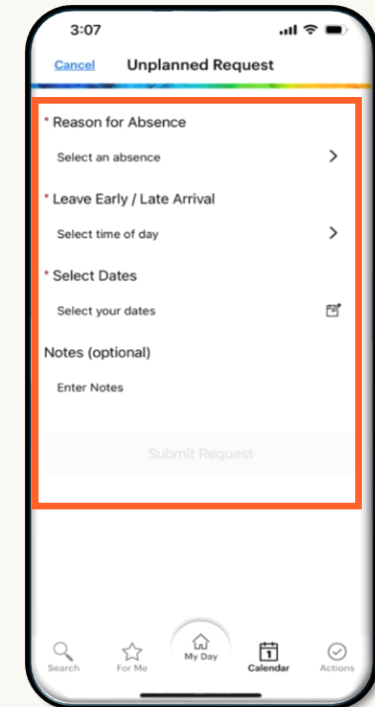 3:07
Cancel Unplanned Request
* Reason for Absence
Select an absence
* Leave Early / Late Arrival
Select time of day
* Select Dates
Select your dates
Notes (optional)
Enter Notes
Submit Request
1
Search For Me My Day Calendar Actions